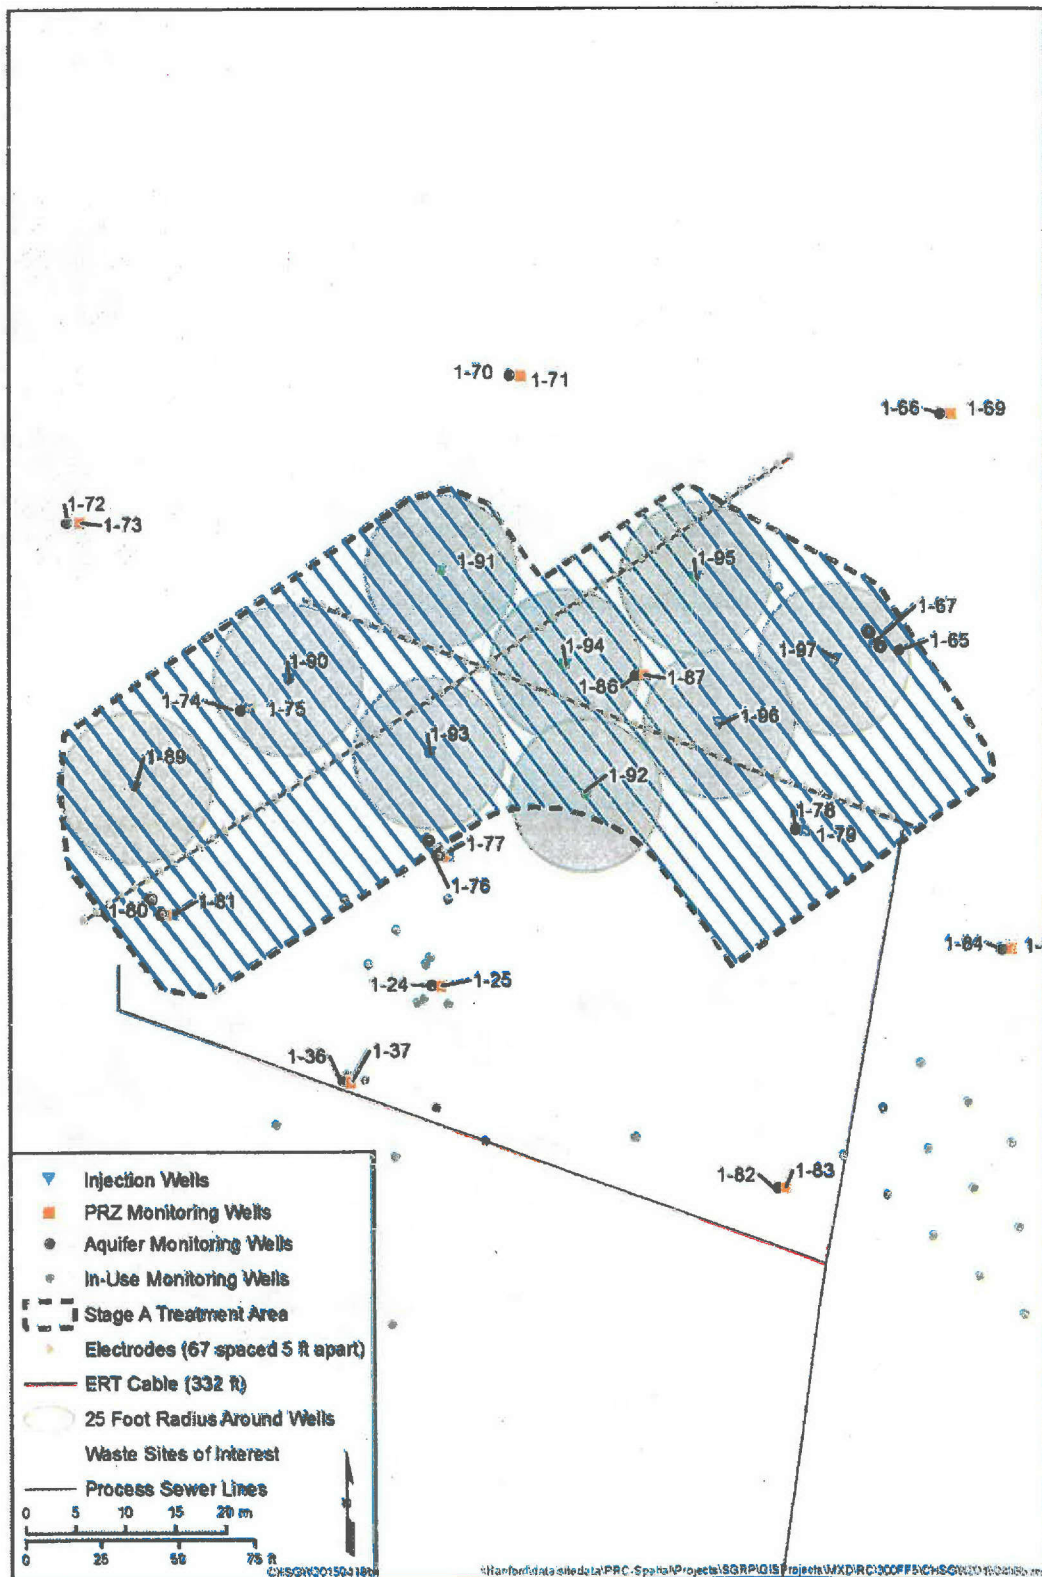 1-70 1-71
1-66 1-69
1-72
1-73
1-91
1-95
1-67
1-65
1-94
1-97
1-90
1-86 1-87
1-74 1-75
1-96
1-93
1-89
1-92
1-78
1-79
1-77
1-76
1-80 1-81
1-84 1-
1-24 1-25
1-36 1-37
1-82 1-83
Injection Wells
PRZ Monitoring Wells
Aquifer Monitoring Wells
In-Use Monitoring Wells
Stage A Treatment Area
Electrodes (67 spaced 5 ft apart)
ERT Cable (332 ft)
25 Foot Radius Around Wells
Waste Sites of Interest
Process Sewer Lines
0 5 10 15 20 m
0 25 50 75 ft